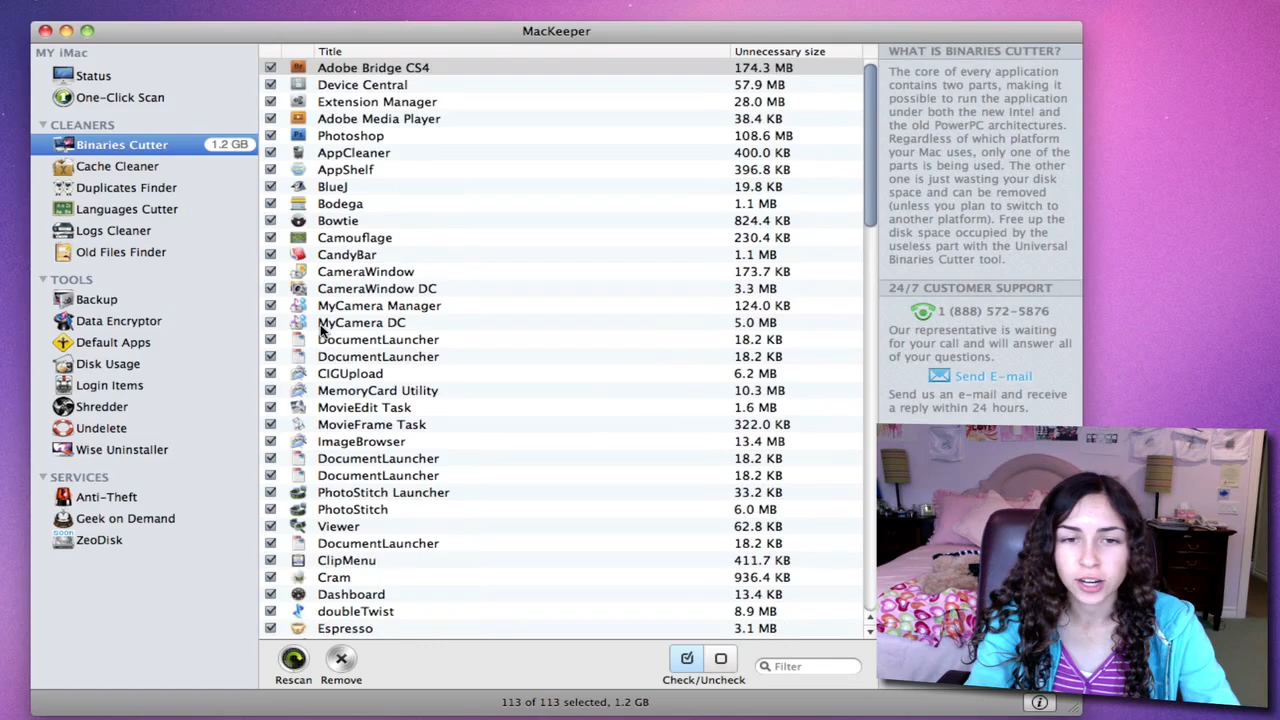 MacKeeper
MY iMac
Status
One-Click Scan
CLEANERS
Binaries Cutter 1.2 GB
Cache Cleaner
Duplicates Finder
Languages Cutter
Logs Cleaner
Old Files Finder
TOOLS
Backup
Data Encryptor
Default Apps
Disk Usage
Login Items
Shredder
Undelete
Wise Uninstaller
SERVICES
Anti-Theft
Geek on Demand
SOON
ZeoDisk
Title Unnecessary size
Adobe Bridge CS4 174.3 MB
Device Central 57.9 MB
Extension Manager 28.0 MB
Adobe Media Player 38.4 KB
Photoshop 108.6 MB
AppCleaner 400.0 KB
AppShelf 396.8 KB
BlueJ 19.8 KB
Bodega 1.1 MB
Bowtie 824.4 KB
Camouflage 230.4 KB
CandyBar 1.1 MB
CameraWindow 173.7 KB
CameraWindow DC 3.3 MB
MyCamera Manager 124.0 KB
MyCamera DC 5.0 MB
DocumentLauncher 18.2 KB
DocumentLauncher 18.2 KB
CIGUpload 6.2 MB
MemoryCard Utility 10.3 MB
MovieEdit Task 1.6 MB
MovieFrame Task 322.0 KB
ImageBrowser 13.4 MB
DocumentLauncher 18.2 KB
DocumentLauncher 18.2 KB
PhotoStitch Launcher 33.2 KB
PhotoStitch 6.0 MB
Viewer 62.8 KB
DocumentLauncher 18.2 KB
ClipMenu 411.7 KB
Cram 936.4 KB
Dashboard 13.4 KB
doubleTwist 8.9 MB
Espresso 3.1 MB
Rescan
Remove
Check/Uncheck
Filter
113 of 113 selected, 1.2 GB
WHAT IS BINARIES CUTTER?
The core of every application
contains two parts, making it
possible to run the application
under both the new Intel and
the old PowerPC architectures.
Regardless of which platform
your Mac uses, only one of the
parts is being used. The other
one is just wasting your disk
space and can be removed
(unless you plan to switch to
another platform). Free up the
disk space occupied by the
useless part with the Universal
Binaries Cutter tool.
24/7 CUSTOMER SUPPORT
1 (888) 572-5876
Our representative is waiting
for your call and will answer all
of your questions.
Send E-mail
Send us an e-mail and receive
a reply within 24 hours.